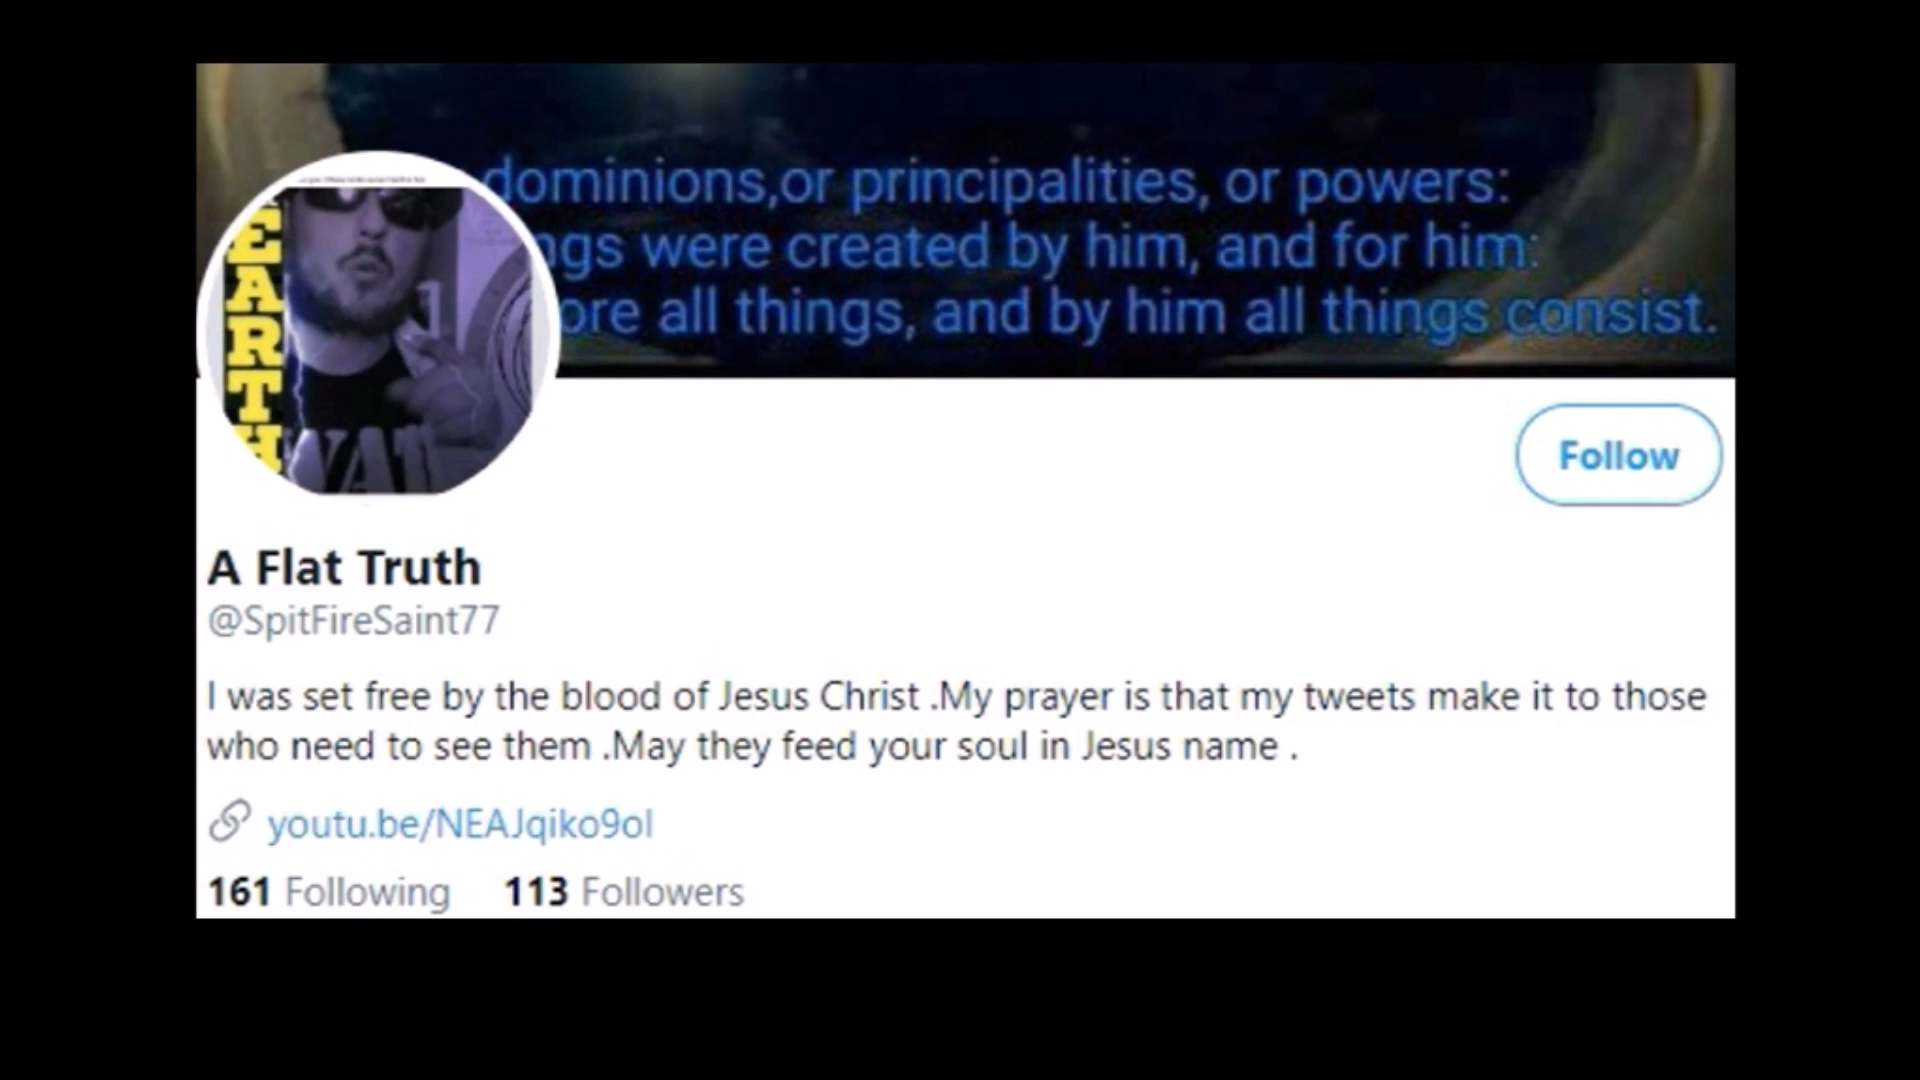 dominions,or principalities, or powers:
were created by him, and for him:
all things, and by him all things consist.
EARTH
Follow
A Flat Truth
@SpitFireSaint77
I was set free by the blood of Jesus Christ .My prayer is that my tweets make it to those
who need to see them .May they feed your soul in Jesus name .
youtu.be/NEAJqiko9oI
161 Following 113 Followers